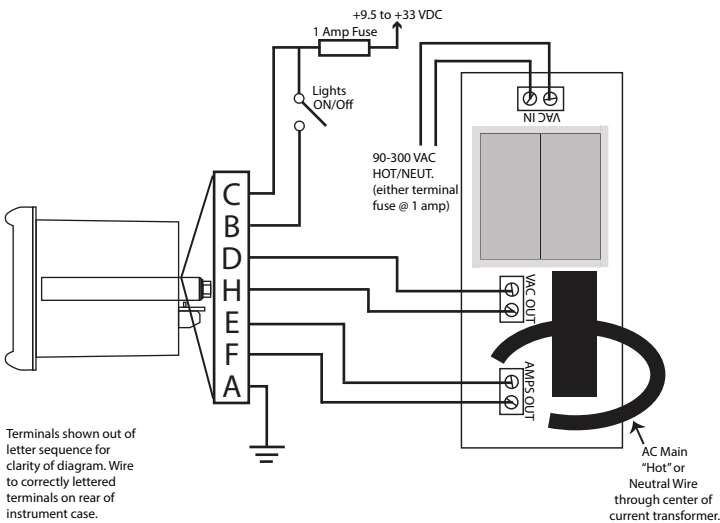 +9.5 to +33 VDC
1 Amp Fuse
Lights
ON/Off
VAC IN
90-300 VAC
HOT/NEUT.
(either terminal
fuse @ 1 amp)
C
B
D
H
E
F
A
VAC OUT
AMPS OUT
Terminals shown out of
letter sequence for
clarity of diagram. Wire
to correctly lettered
terminals on rear of
instrument case.
AC Main
“Hot” or
Neutral Wire
through center of
current transformer.